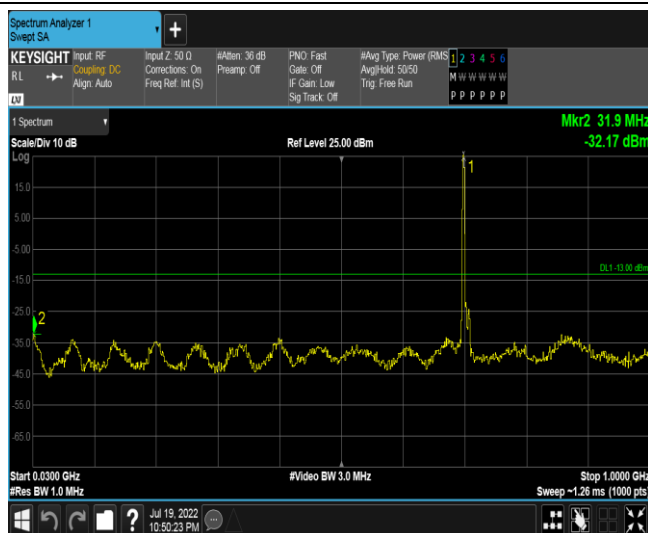 Spectrum Analyzer 1
Swept SA
+
KEYSIGHT
RL
LXI
Input: RF
Coupling: DC
Align: Auto
Input Z: 50 Ω
Corrections: On
Freq Ref: Int (S)
#Atten: 36 dB
Preamp: Off
PNO: Fast
Gate: Off
IF Gain: Low
Sig Track: Off
#Avg Type: Power (RMS
Avg|Hold: 50/50
Trig: Free Run
1 2 3 4 5 6
M W W W W W
P P P P P P
1 Spectrum
Scale/Div 10 dB
Ref Level 25.00 dBm
Mkr2 31.9 MHz
-32.17 dBm
Log
15.0
5.00
-5.00
-15.0
-25.0
-35.0
-45.0
-55.0
-65.0
DL1 -13.00 dBm
1
2
Start 0.0300 GHz
#Res BW 1.0 MHz
#Video BW 3.0 MHz
Stop 1.0000 GHz
Sweep ~1.26 ms (1000 pts)
?
Jul 19, 2022
10:50:23 PM